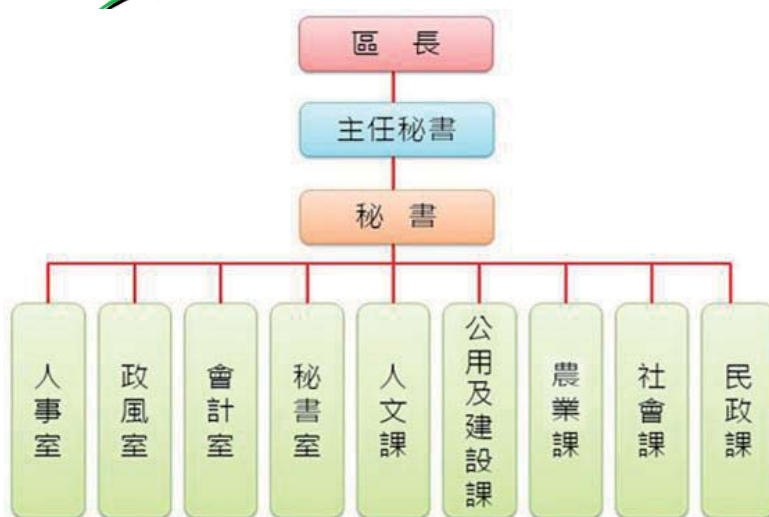 區 長
主任秘書
秘 書
人事室
政風室
會計室
秘書室
人文課
公用及建設課
農業課
社會課
民政課